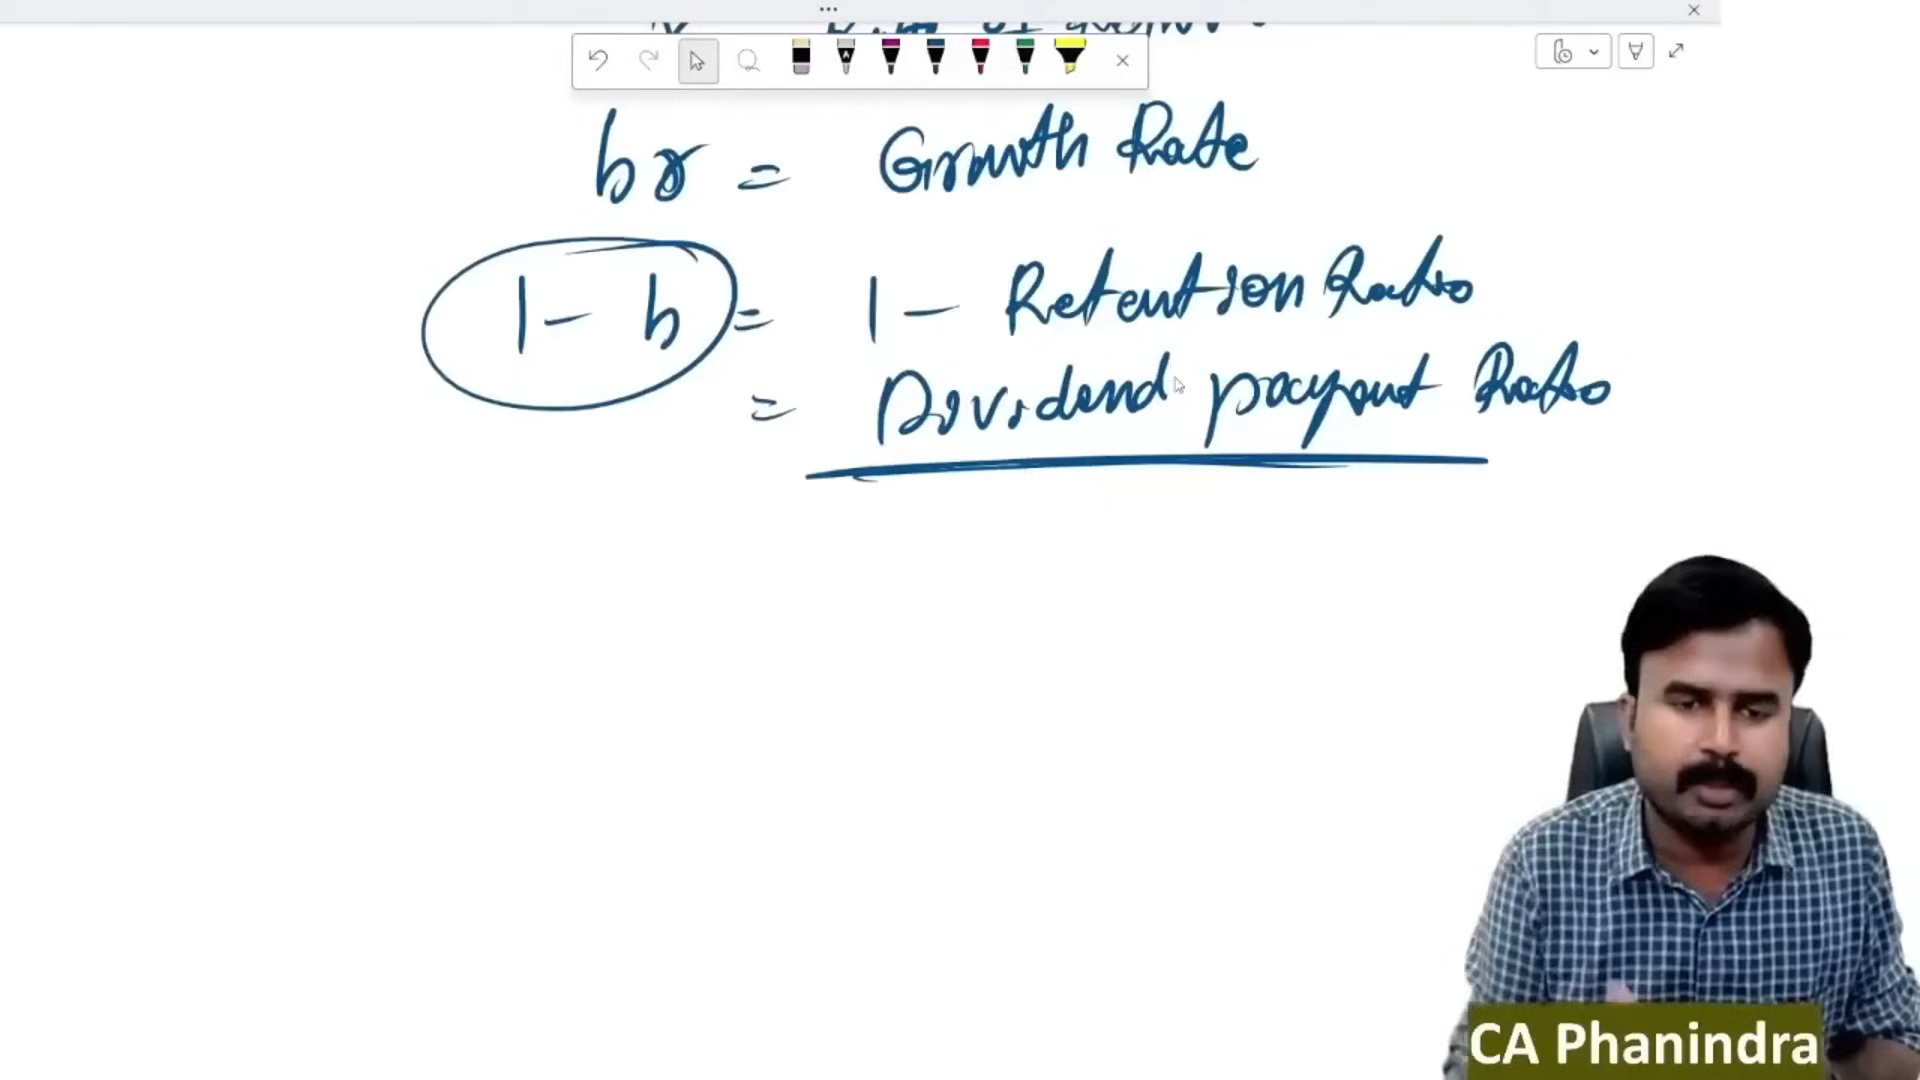 br = Growth Rate
1 - b = 1 - Retention Ratio
= Dividend payout Ratio
CA Phanindra